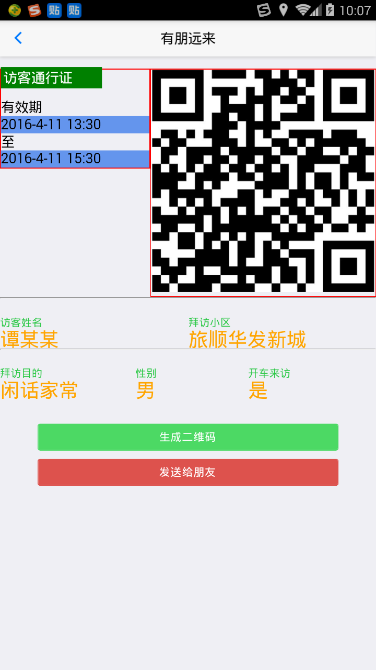 贴 贴 10:07
有朋远来
访客通行证
有效期
2016-4-11 13:30
至
2016-4-11 15:30
访客姓名 拜访小区
谭某某 旅顺华发新城
拜访目的 性别 开车来访
闲话家常 男 是
生成二维码
发送给朋友